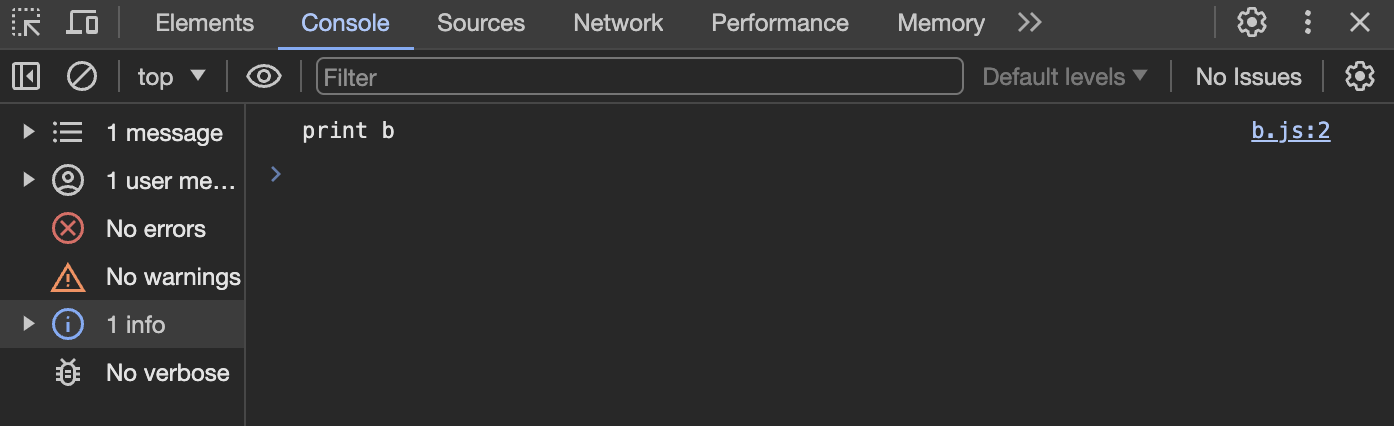 Elements Console Sources Network Performance Memory
top Filter Default levels No Issues
1 message
1 user me…
No errors
No warnings
1 info
No verbose
print b b.js:2